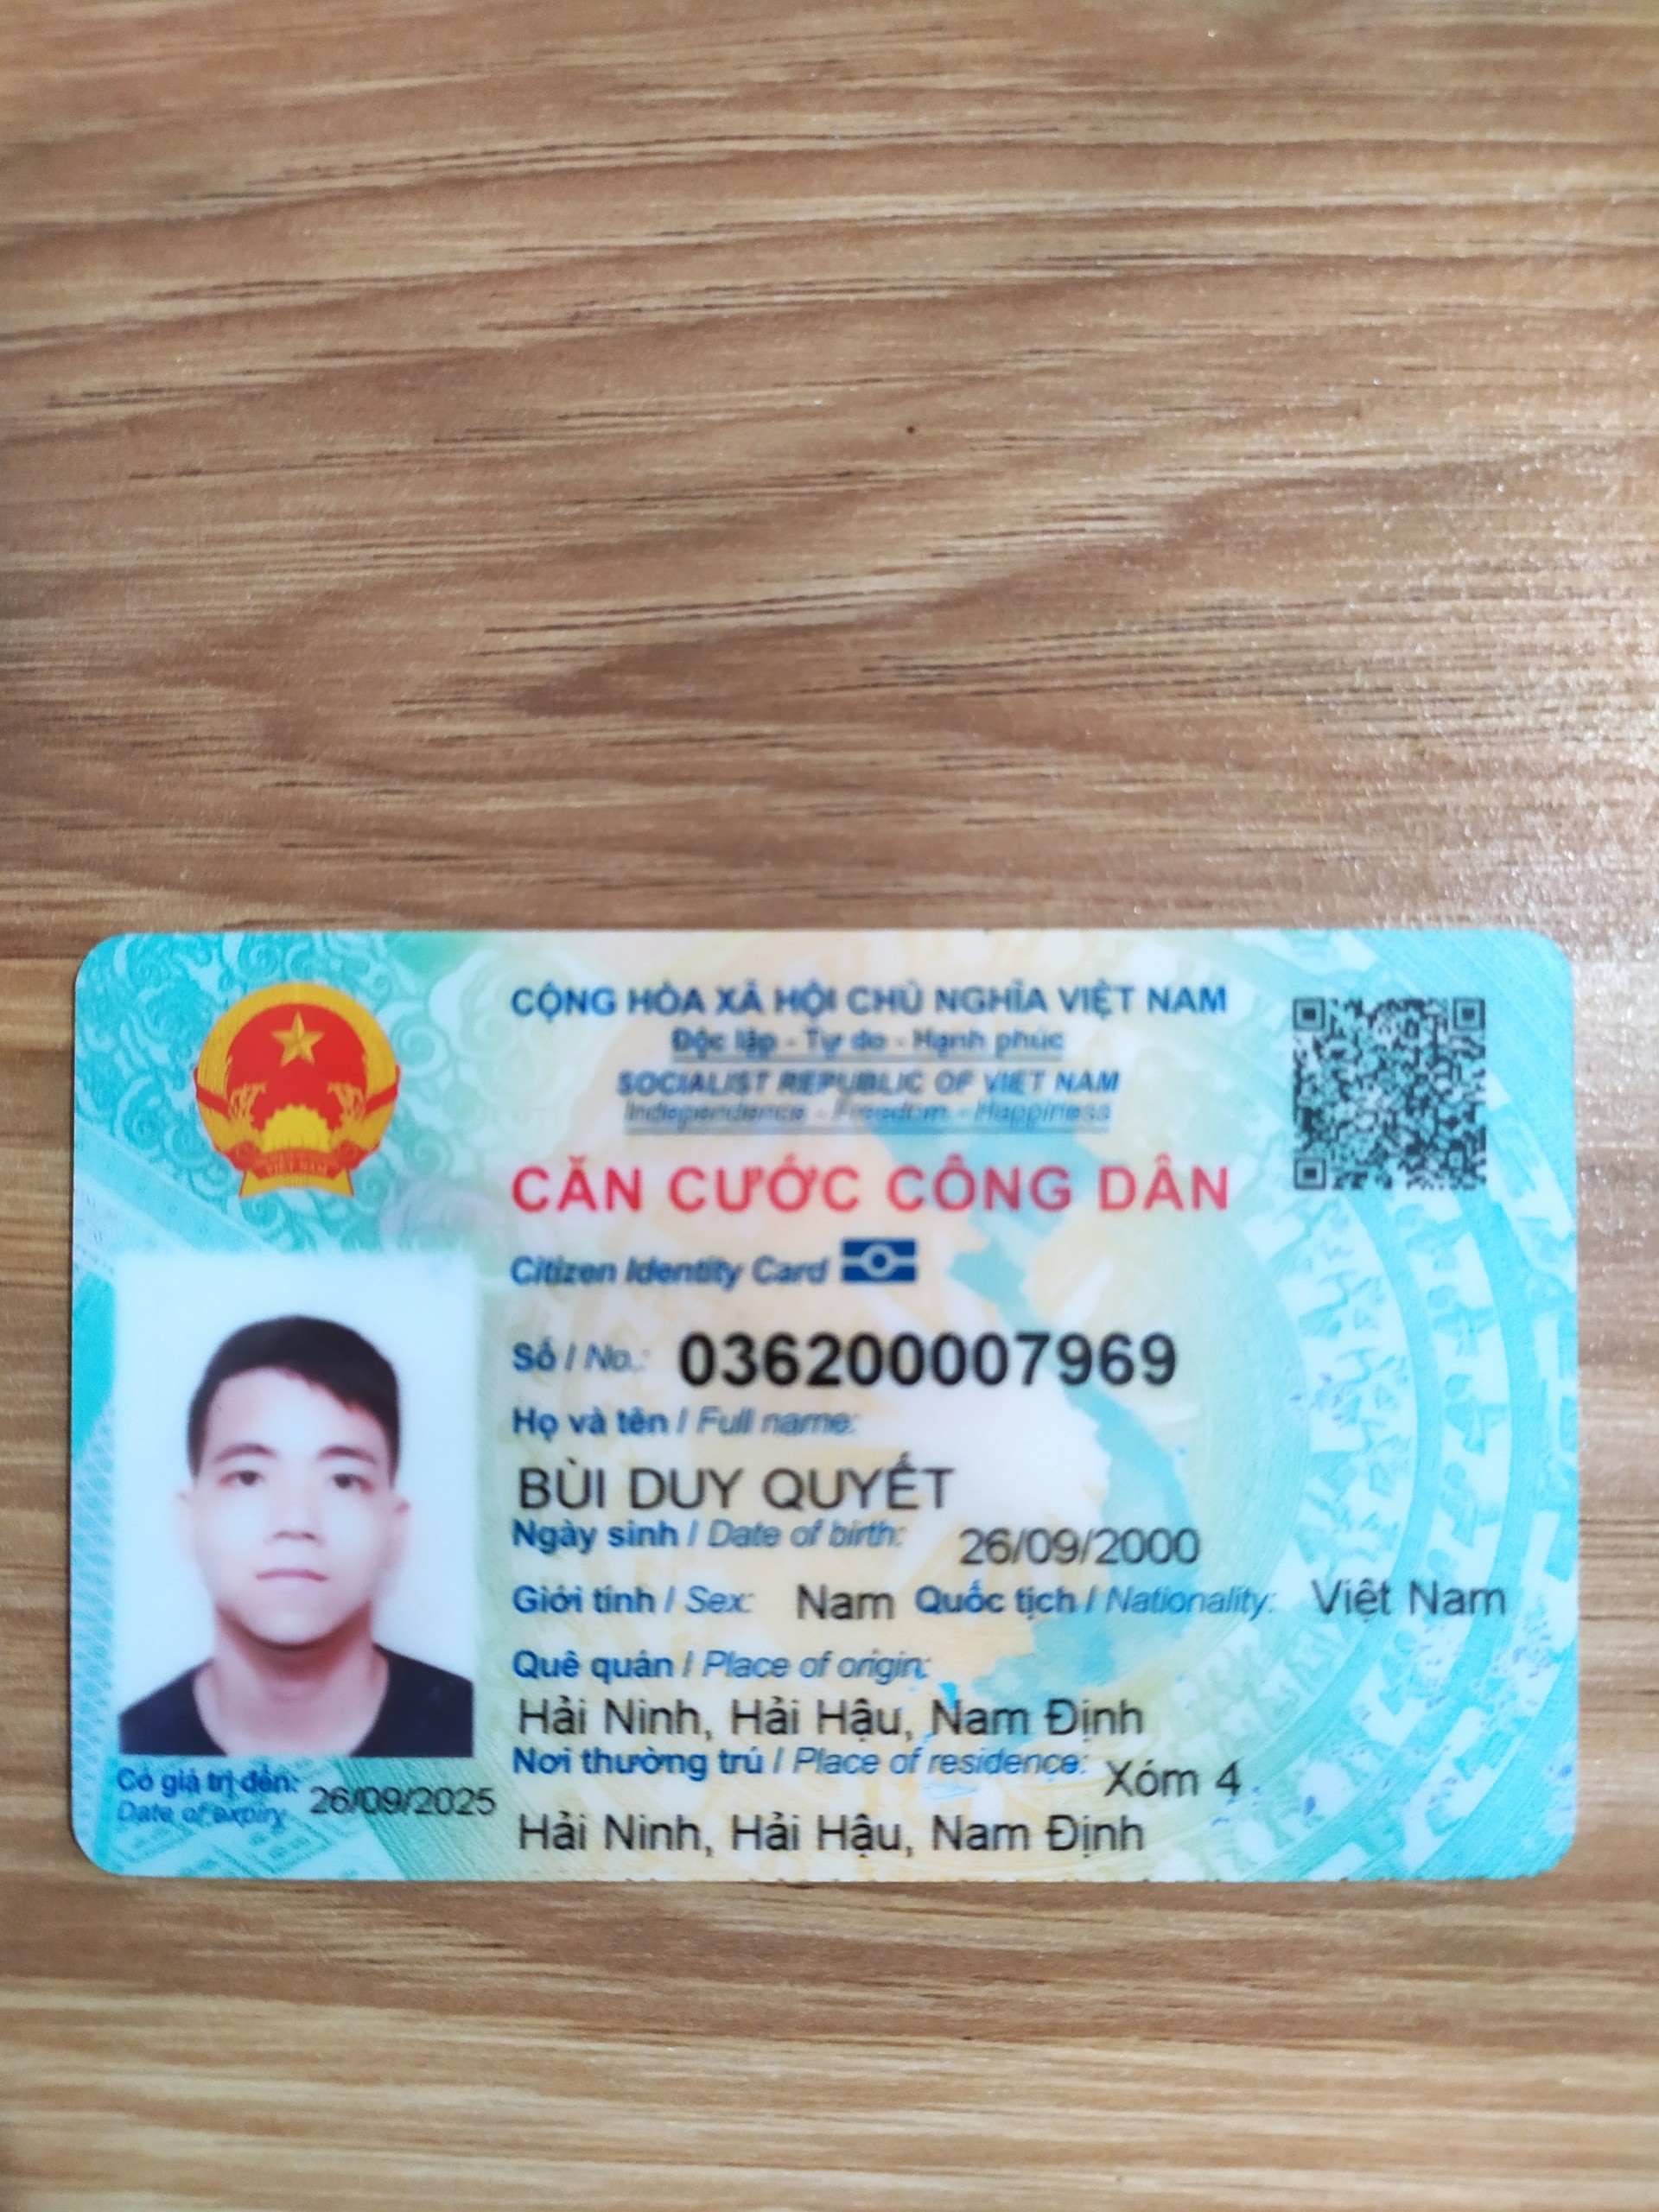 CỘNG HÒA XÃ HỘI CHỦ NGHĨA VIỆT NAM
Độc lập - Tự do - Hạnh phúc
SOCIALIST REPUBLIC OF VIET NAM
Independence - Freedom - Happiness
CĂN CƯỚC CÔNG DÂN
Citizen Identity Card
Số / No.: 036200007969
Họ và tên / Full name:
BÙI DUY QUYẾT
Ngày sinh / Date of birth: 26/09/2000
Giới tính / Sex: Nam Quốc tịch / Nationality: Việt Nam
Quê quán / Place of origin:
Hải Ninh, Hải Hậu, Nam Định
Nơi thường trú / Place of residence: Xóm 4
Hải Ninh, Hải Hậu, Nam Định
Có giá trị đến: 26/09/2025
Date of expiry
VIỆT NAM